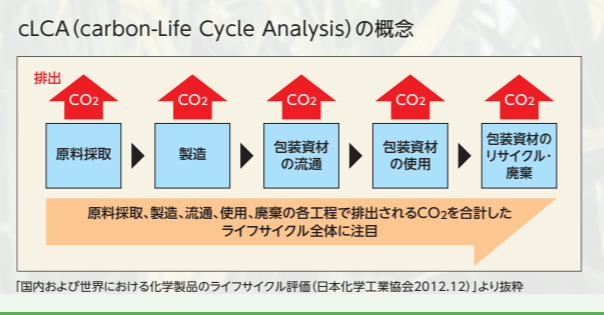 cLCA(carbon-Life Cycle Analysis)の概念
排出
CO2
CO2
CO2
CO2
CO2
原料採取
製造
包装資材
の流通
包装資材
の使用
包装資材の
リサイクル・
廃棄
原料採取、製造、流通、使用、廃棄の各工程で排出されるCO2を合計した
ライフサイクル全体に注目
「国内および世界における化学製品のライフサイクル評価(日本化学工業協会2012.12)」より抜粋